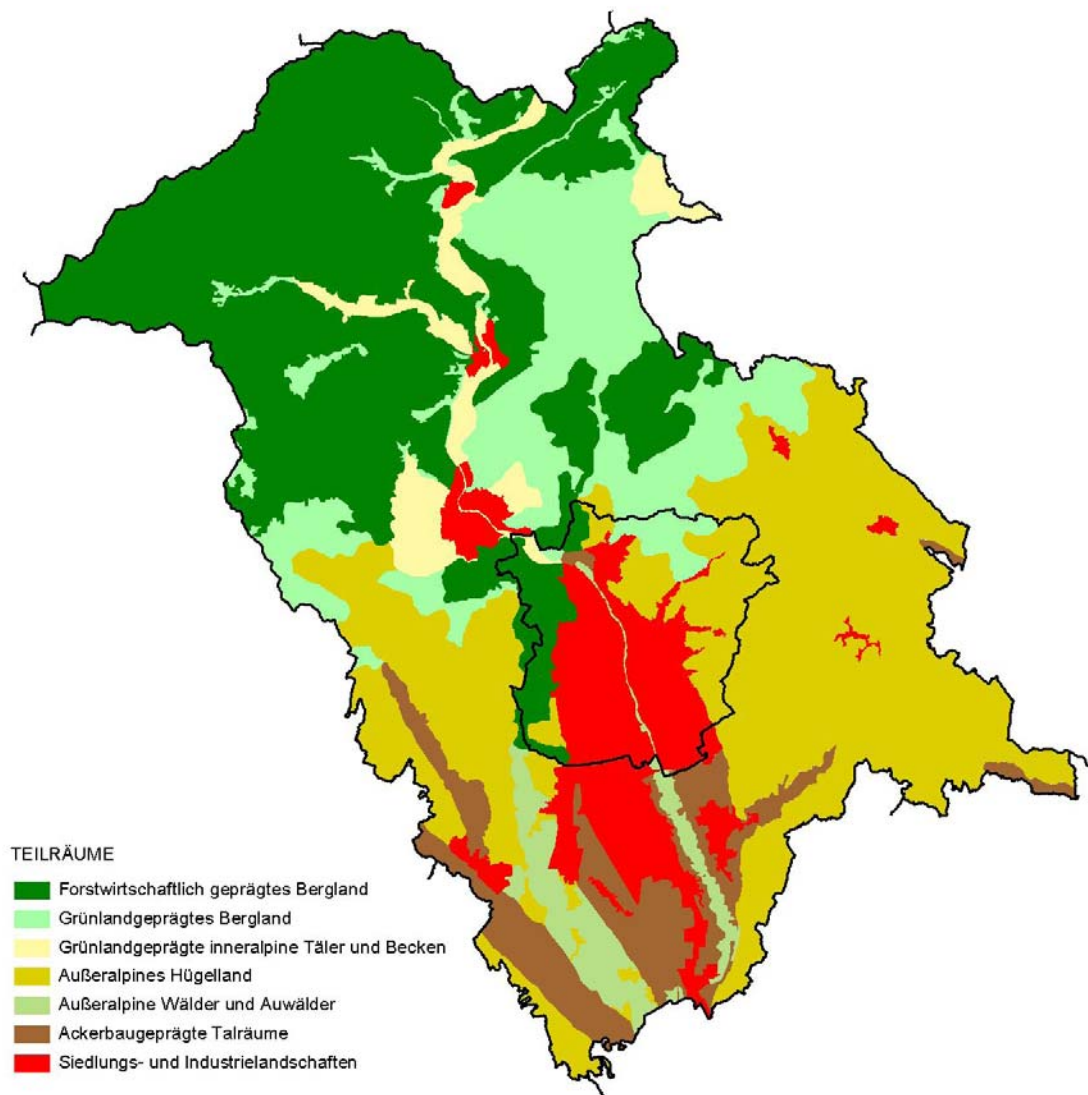 TEILRÄUME
Forstwirtschaftlich geprägtes Bergland
Grünlandgeprägtes Bergland
Grünlandgeprägte inneralpine Täler und Becken
Außeralpines Hügelland
Außeralpine Wälder und Auwälder
Ackerbaugeprägte Talräume
Siedlungs- und Industrielandschaften